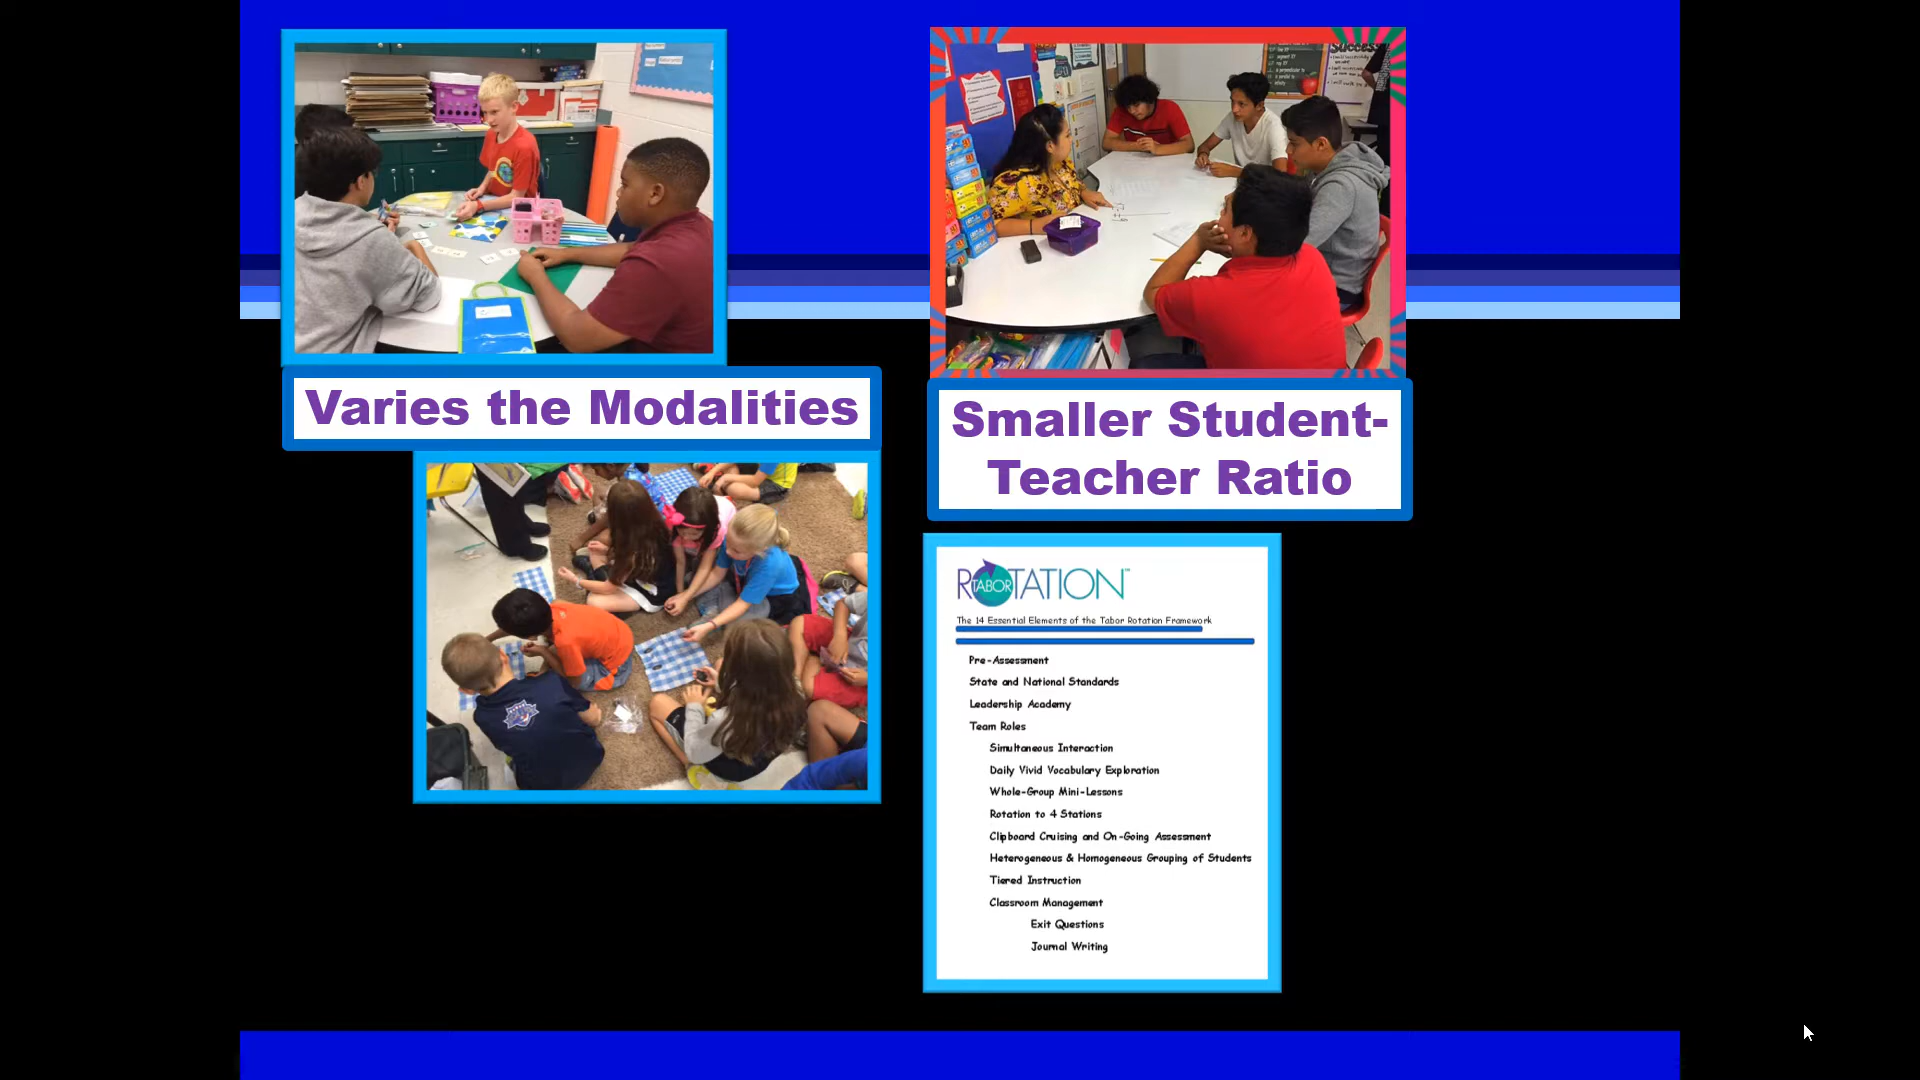 Varies the Modalities
Smaller Student-
Teacher Ratio
Success
ROTATION™
TABOR
The 14 Essential Elements of the Tabor Rotation Framework
Pre-Assessment
State and National Standards
Leadership Academy
Team Roles
Simultaneous Interaction
Daily Vivid Vocabulary Exploration
Whole-Group Mini-Lessons
Rotation to 4 Stations
Clipboard Cruising and On-Going Assessment
Heterogeneous & Homogeneous Grouping of Students
Tiered Instruction
Classroom Management
Exit Questions
Journal Writing